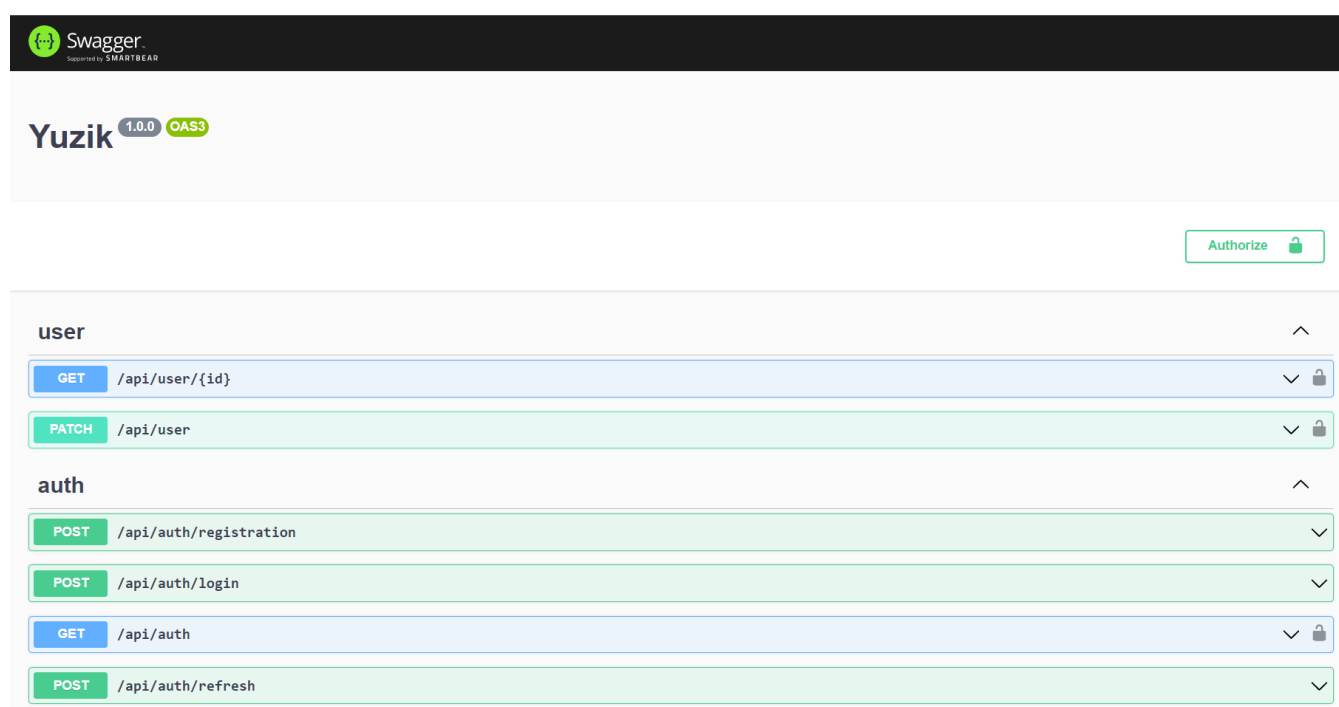 {···} Swagger.
Supported by SMARTBEAR
Yuzik 1.0.0 OAS3
Authorize
user
GET /api/user/{id}
PATCH /api/user
auth
POST /api/auth/registration
POST /api/auth/login
GET /api/auth
POST /api/auth/refresh